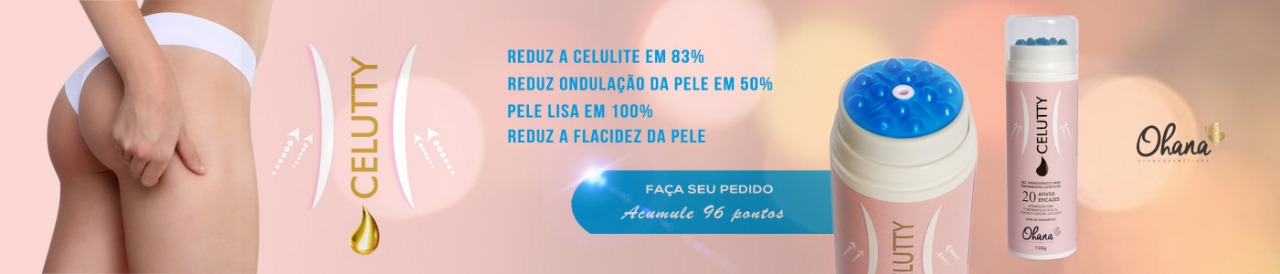 CELUTTY
REDUZ A CELULITE EM 83%
REDUZ ONDULAÇÃO DA PELE EM 50%
PELE LISA EM 100%
REDUZ A FLACIDEZ DA PELE
FAÇA SEU PEDIDO
Acumule 96 pontos
LUTTY
CELUTTY
20 ATIVOS
EFICAZES
Ohana
150g
Ohana